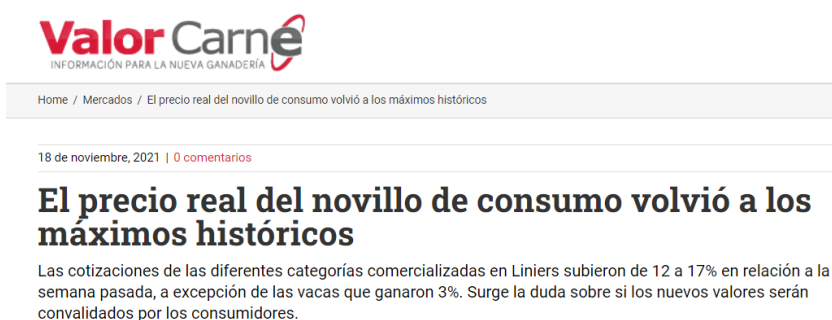 Valor Carné
INFORMACIÓN PARA LA NUEVA GANADERÍA
Home / Mercados / El precio real del novillo de consumo volvió a los máximos históricos
18 de noviembre, 2021 | 0 comentarios
El precio real del novillo de consumo volvió a los
máximos históricos
Las cotizaciones de las diferentes categorías comercializadas en Liniers subieron de 12 a 17% en relación a la
semana pasada, a excepción de las vacas que ganaron 3%. Surge la duda sobre si los nuevos valores serán
convalidados por los consumidores.